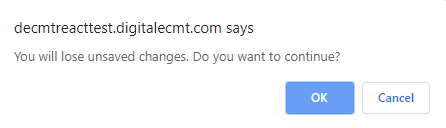 decmtreacttest.digitalecmt.com says
You will lose unsaved changes. Do you want to continue?
OK
Cancel